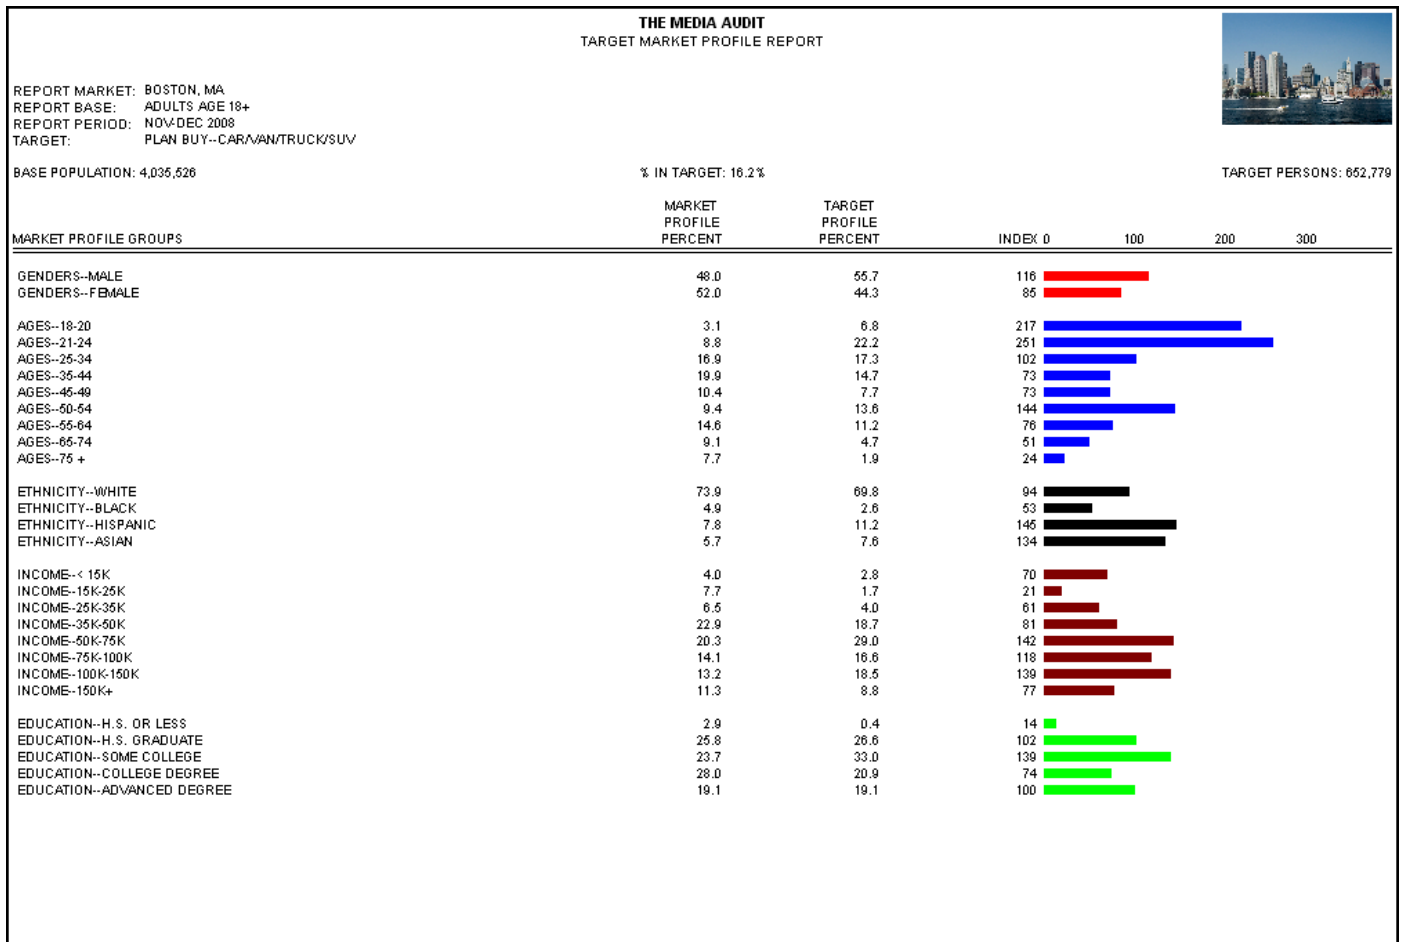 THE MEDIA AUDIT
TARGET MARKET PROFILE REPORT
REPORT MARKET: BOSTON, MA
REPORT BASE: ADULTS AGE 18+
REPORT PERIOD: NOV-DEC 2008
TARGET: PLAN BUY--CAR/VAN/TRUCK/SUV
BASE POPULATION: 4,035,526 % IN TARGET: 16.2% TARGET PERSONS: 652,779
MARKET TARGET
PROFILE PROFILE
MARKET PROFILE GROUPS PERCENT PERCENT INDEX 0 100 200 300
GENDERS--MALE 48.0 55.7 116
GENDERS--FEMALE 52.0 44.3 85
AGES--18-20 3.1 6.8 217
AGES--21-24 8.8 22.2 251
AGES--25-34 16.9 17.3 102
AGES--35-44 19.9 14.7 73
AGES--45-49 10.4 7.7 73
AGES--50-54 9.4 13.6 144
AGES--55-64 14.6 11.2 76
AGES--65-74 9.1 4.7 51
AGES--75 + 7.7 1.9 24
ETHNICITY--WHITE 73.9 69.8 94
ETHNICITY--BLACK 4.9 2.6 53
ETHNICITY--HISPANIC 7.8 11.2 145
ETHNICITY--ASIAN 5.7 7.6 134
INCOME--< 15K 4.0 2.8 70
INCOME--15K-25K 7.7 1.7 21
INCOME--25K-35K 6.5 4.0 61
INCOME--35K-50K 22.9 18.7 81
INCOME--50K-75K 20.3 29.0 142
INCOME--75K-100K 14.1 16.6 118
INCOME--100K-150K 13.2 18.5 139
INCOME--150K+ 11.3 8.8 77
EDUCATION--H.S. OR LESS 2.9 0.4 14
EDUCATION--H.S. GRADUATE 25.8 26.6 102
EDUCATION--SOME COLLEGE 23.7 33.0 139
EDUCATION--COLLEGE DEGREE 28.0 20.9 74
EDUCATION--ADVANCED DEGREE 19.1 19.1 100